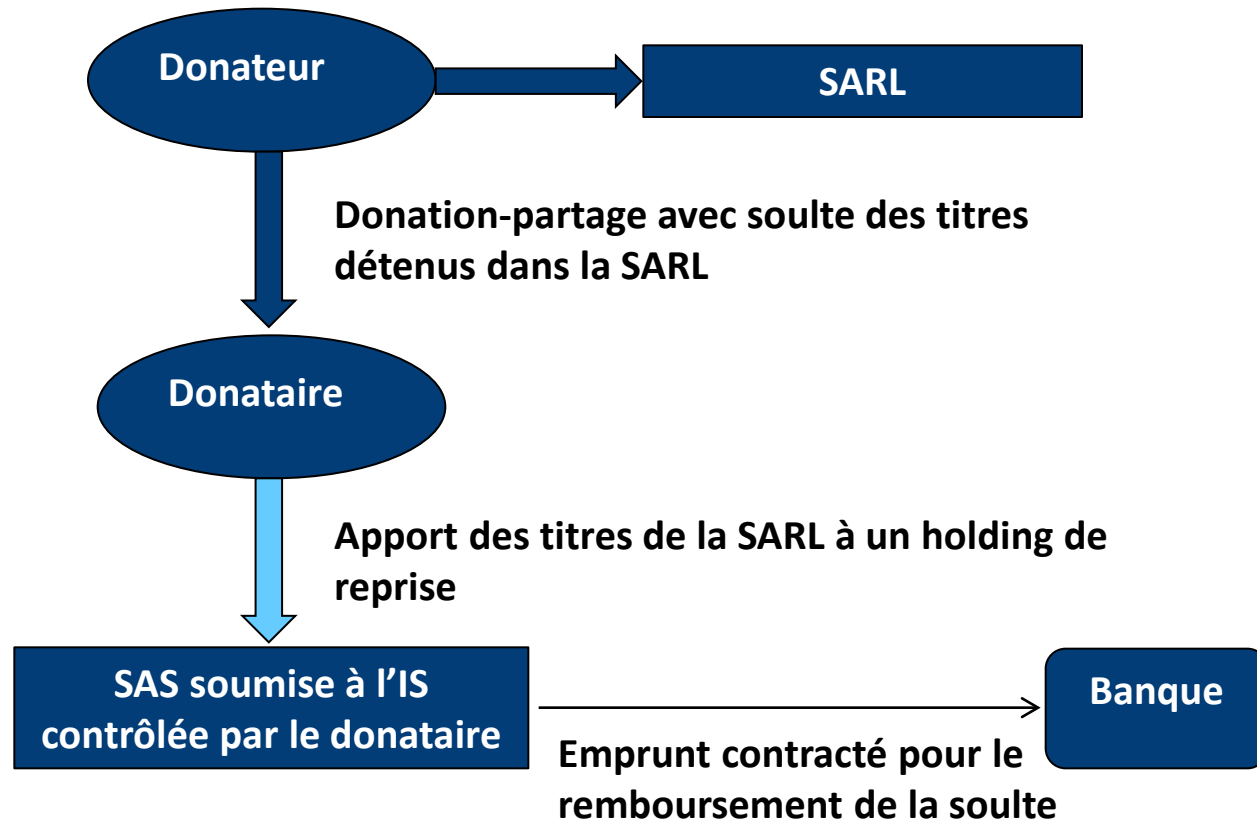 Donateur
SARL
Donation-partage avec soulte des titres
détenus dans la SARL
Donataire
Apport des titres de la SARL à un holding de
reprise
SAS soumise à l’IS
contrôlée par le donataire
Banque
Emprunt contracté pour le
remboursement de la soulte